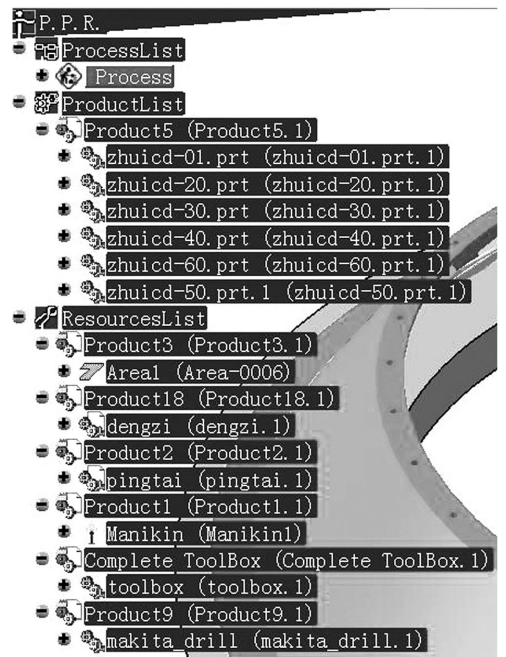 P.P.R.
ProcessList
Process
ProductList
Product5 (Product5.1)
zhuicd-01.prt (zhuicd-01.prt.1)
zhuicd-20.prt (zhuicd-20.prt.1)
zhuicd-30.prt (zhuicd-30.prt.1)
zhuicd-40.prt (zhuicd-40.prt.1)
zhuicd-60.prt (zhuicd-60.prt.1)
zhuicd-50.prt.1 (zhuicd-50.prt.1)
ResourcesList
Product3 (Product3.1)
Area1 (Area-0006)
Product18 (Product18.1)
dengzi (dengzi.1)
Product2 (Product2.1)
pingtai (pingtai.1)
Product1 (Product1.1)
Manikin (Manikin1)
Complete ToolBox (Complete ToolBox.1)
toolbox (toolbox.1)
Product9 (Product9.1)
makita_drill (makita_drill.1)